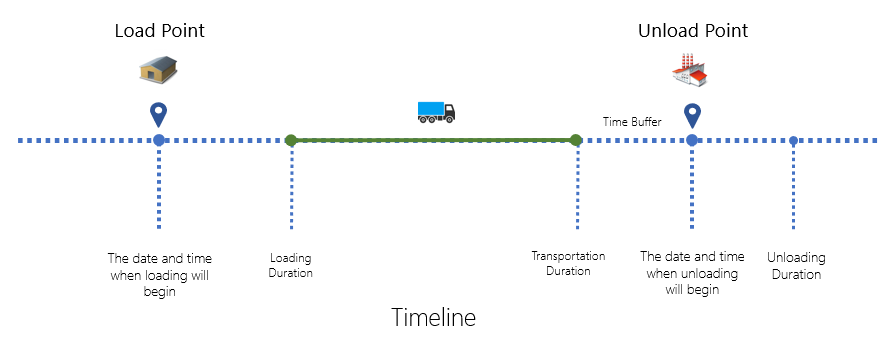 Load Point
Unload Point
Time Buffer
The date and time
when loading will
begin
Loading
Duration
Transportation
Duration
The date and time
when unloading
will begin
Unloading
Duration
Timeline